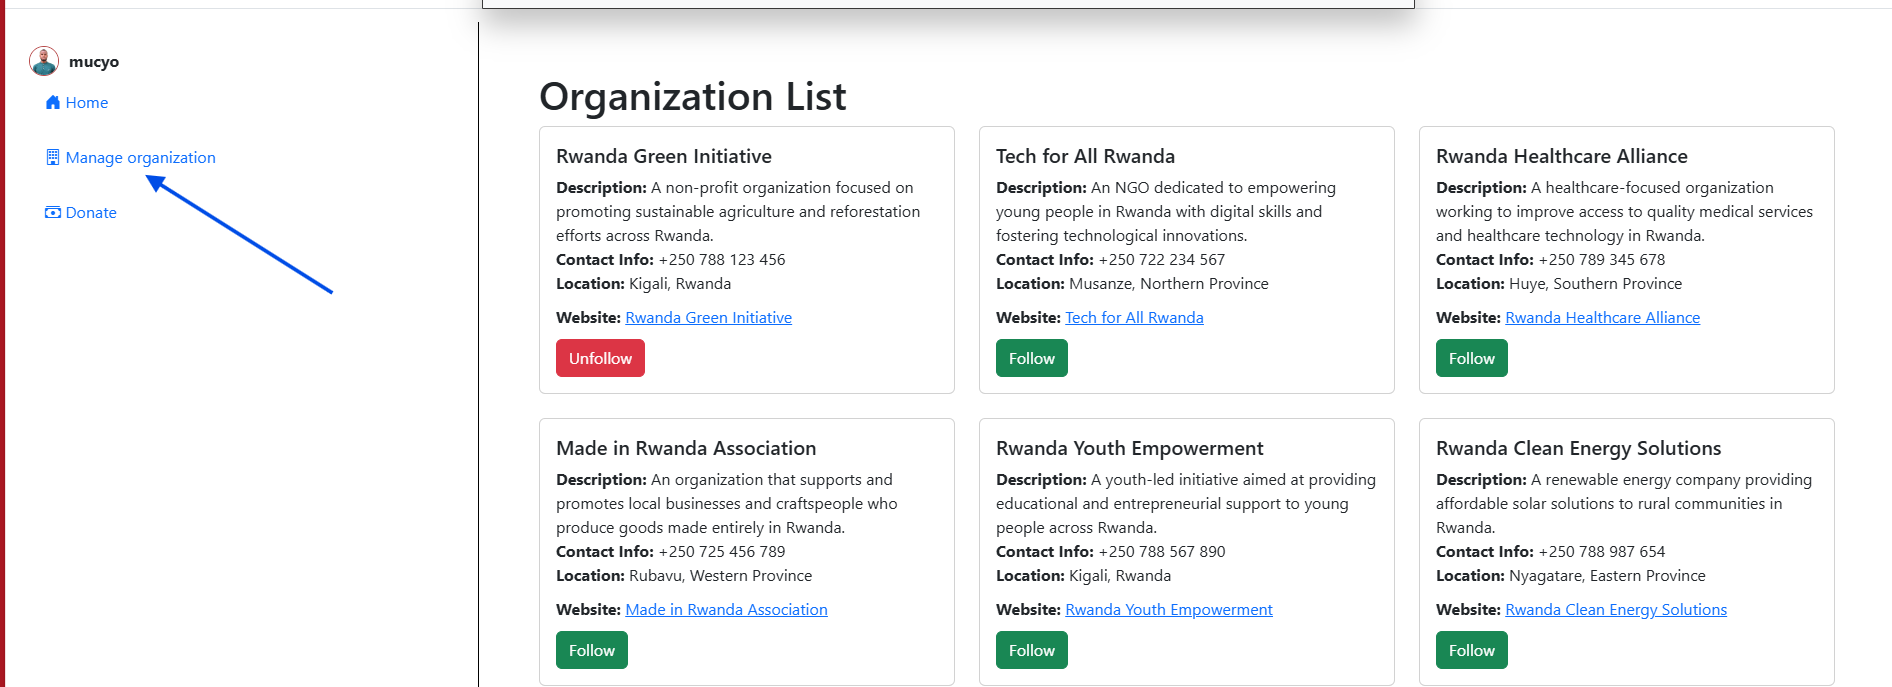 mucyo
Home
Manage organization
Donate
Organization List
Rwanda Green Initiative
Description: A non-profit organization focused on
promoting sustainable agriculture and reforestation
efforts across Rwanda.
Contact Info: +250 788 123 456
Location: Kigali, Rwanda
Website: Rwanda Green Initiative
Unfollow
Tech for All Rwanda
Description: An NGO dedicated to empowering
young people in Rwanda with digital skills and
fostering technological innovations.
Contact Info: +250 722 234 567
Location: Musanze, Northern Province
Website: Tech for All Rwanda
Follow
Rwanda Healthcare Alliance
Description: A healthcare-focused organization
working to improve access to quality medical services
and healthcare technology in Rwanda.
Contact Info: +250 789 345 678
Location: Huye, Southern Province
Website: Rwanda Healthcare Alliance
Follow
Made in Rwanda Association
Description: An organization that supports and
promotes local businesses and craftspeople who
produce goods made entirely in Rwanda.
Contact Info: +250 725 456 789
Location: Rubavu, Western Province
Website: Made in Rwanda Association
Follow
Rwanda Youth Empowerment
Description: A youth-led initiative aimed at providing
educational and entrepreneurial support to young
people across Rwanda.
Contact Info: +250 788 567 890
Location: Kigali, Rwanda
Website: Rwanda Youth Empowerment
Follow
Rwanda Clean Energy Solutions
Description: A renewable energy company providing
affordable solar solutions to rural communities in
Rwanda.
Contact Info: +250 788 987 654
Location: Nyagatare, Eastern Province
Website: Rwanda Clean Energy Solutions
Follow